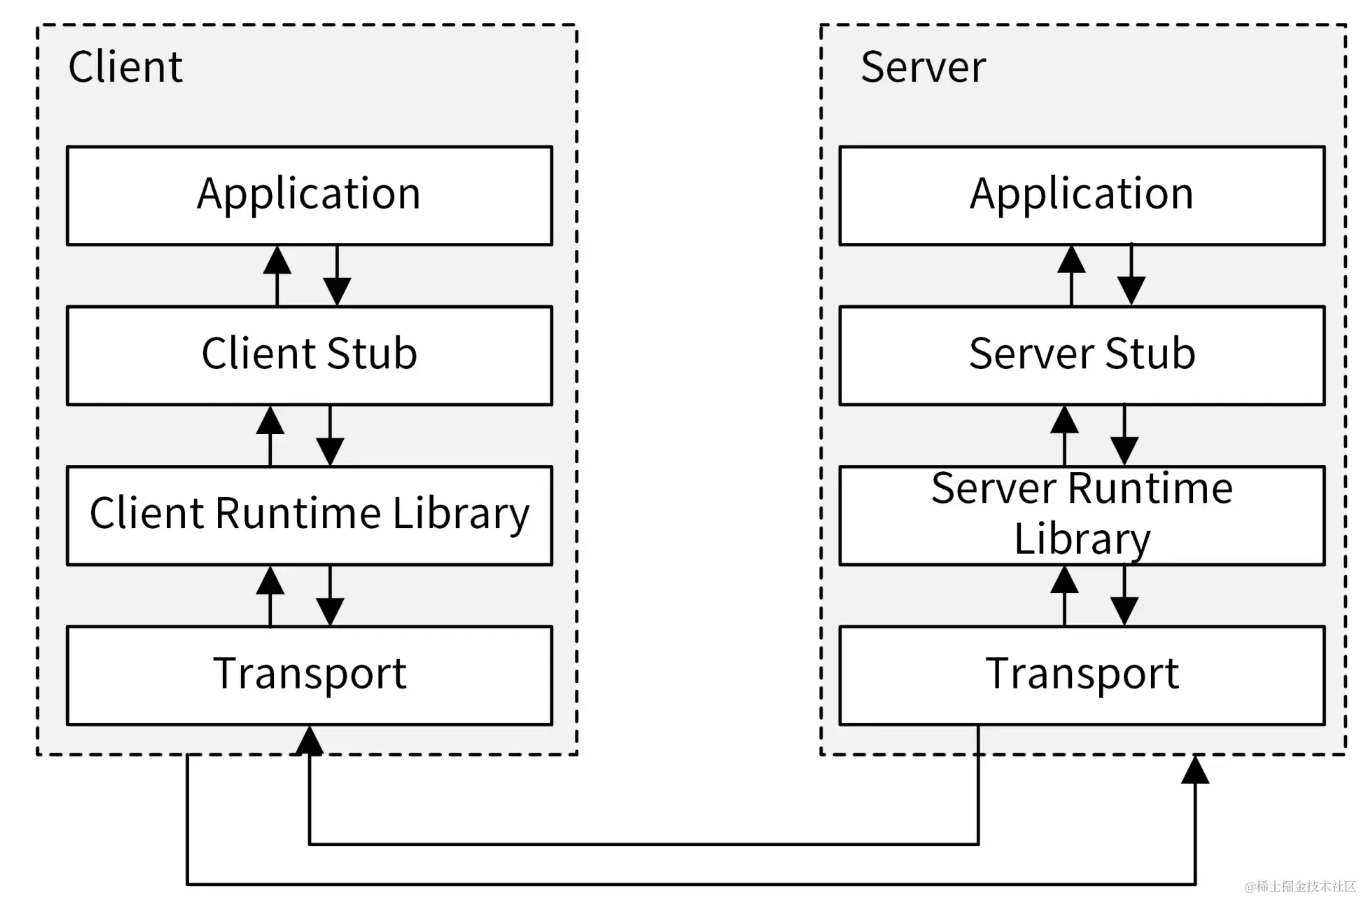 Client
Application
Client Stub
Client Runtime Library
Transport
Server
Application
Server Stub
Server Runtime
Library
Transport
@稀土掘金技术社区